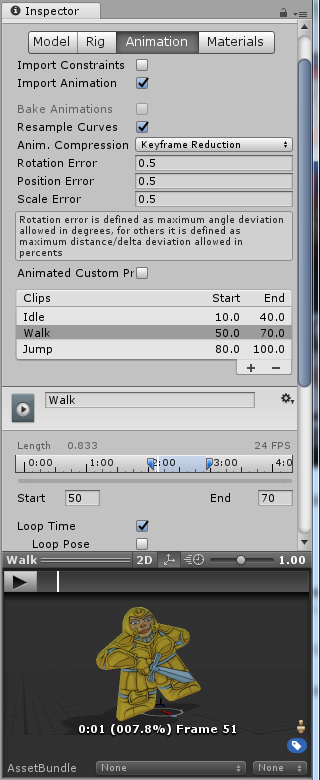 Inspector
Model Rig Animation Materials
Import Constraints
Import Animation
Bake Animations
Resample Curves
Anim. Compression Keyframe Reduction
Rotation Error 0.5
Position Error 0.5
Scale Error 0.5
Rotation error is defined as maximum angle deviation
allowed in degrees, for others it is defined as
maximum distance/delta deviation allowed in
percents
Animated Custom Pr
Clips Start End
Idle 10.0 40.0
Walk 50.0 70.0
Jump 80.0 100.0
+ −
Walk
Length 0.833 24 FPS
0:00 1:00 2:00 3:00 4:0
Start 50 End 70
Loop Time
Loop Pose
Walk 2D 1.00
0:01 (007.8%) Frame 51
AssetBundle None None